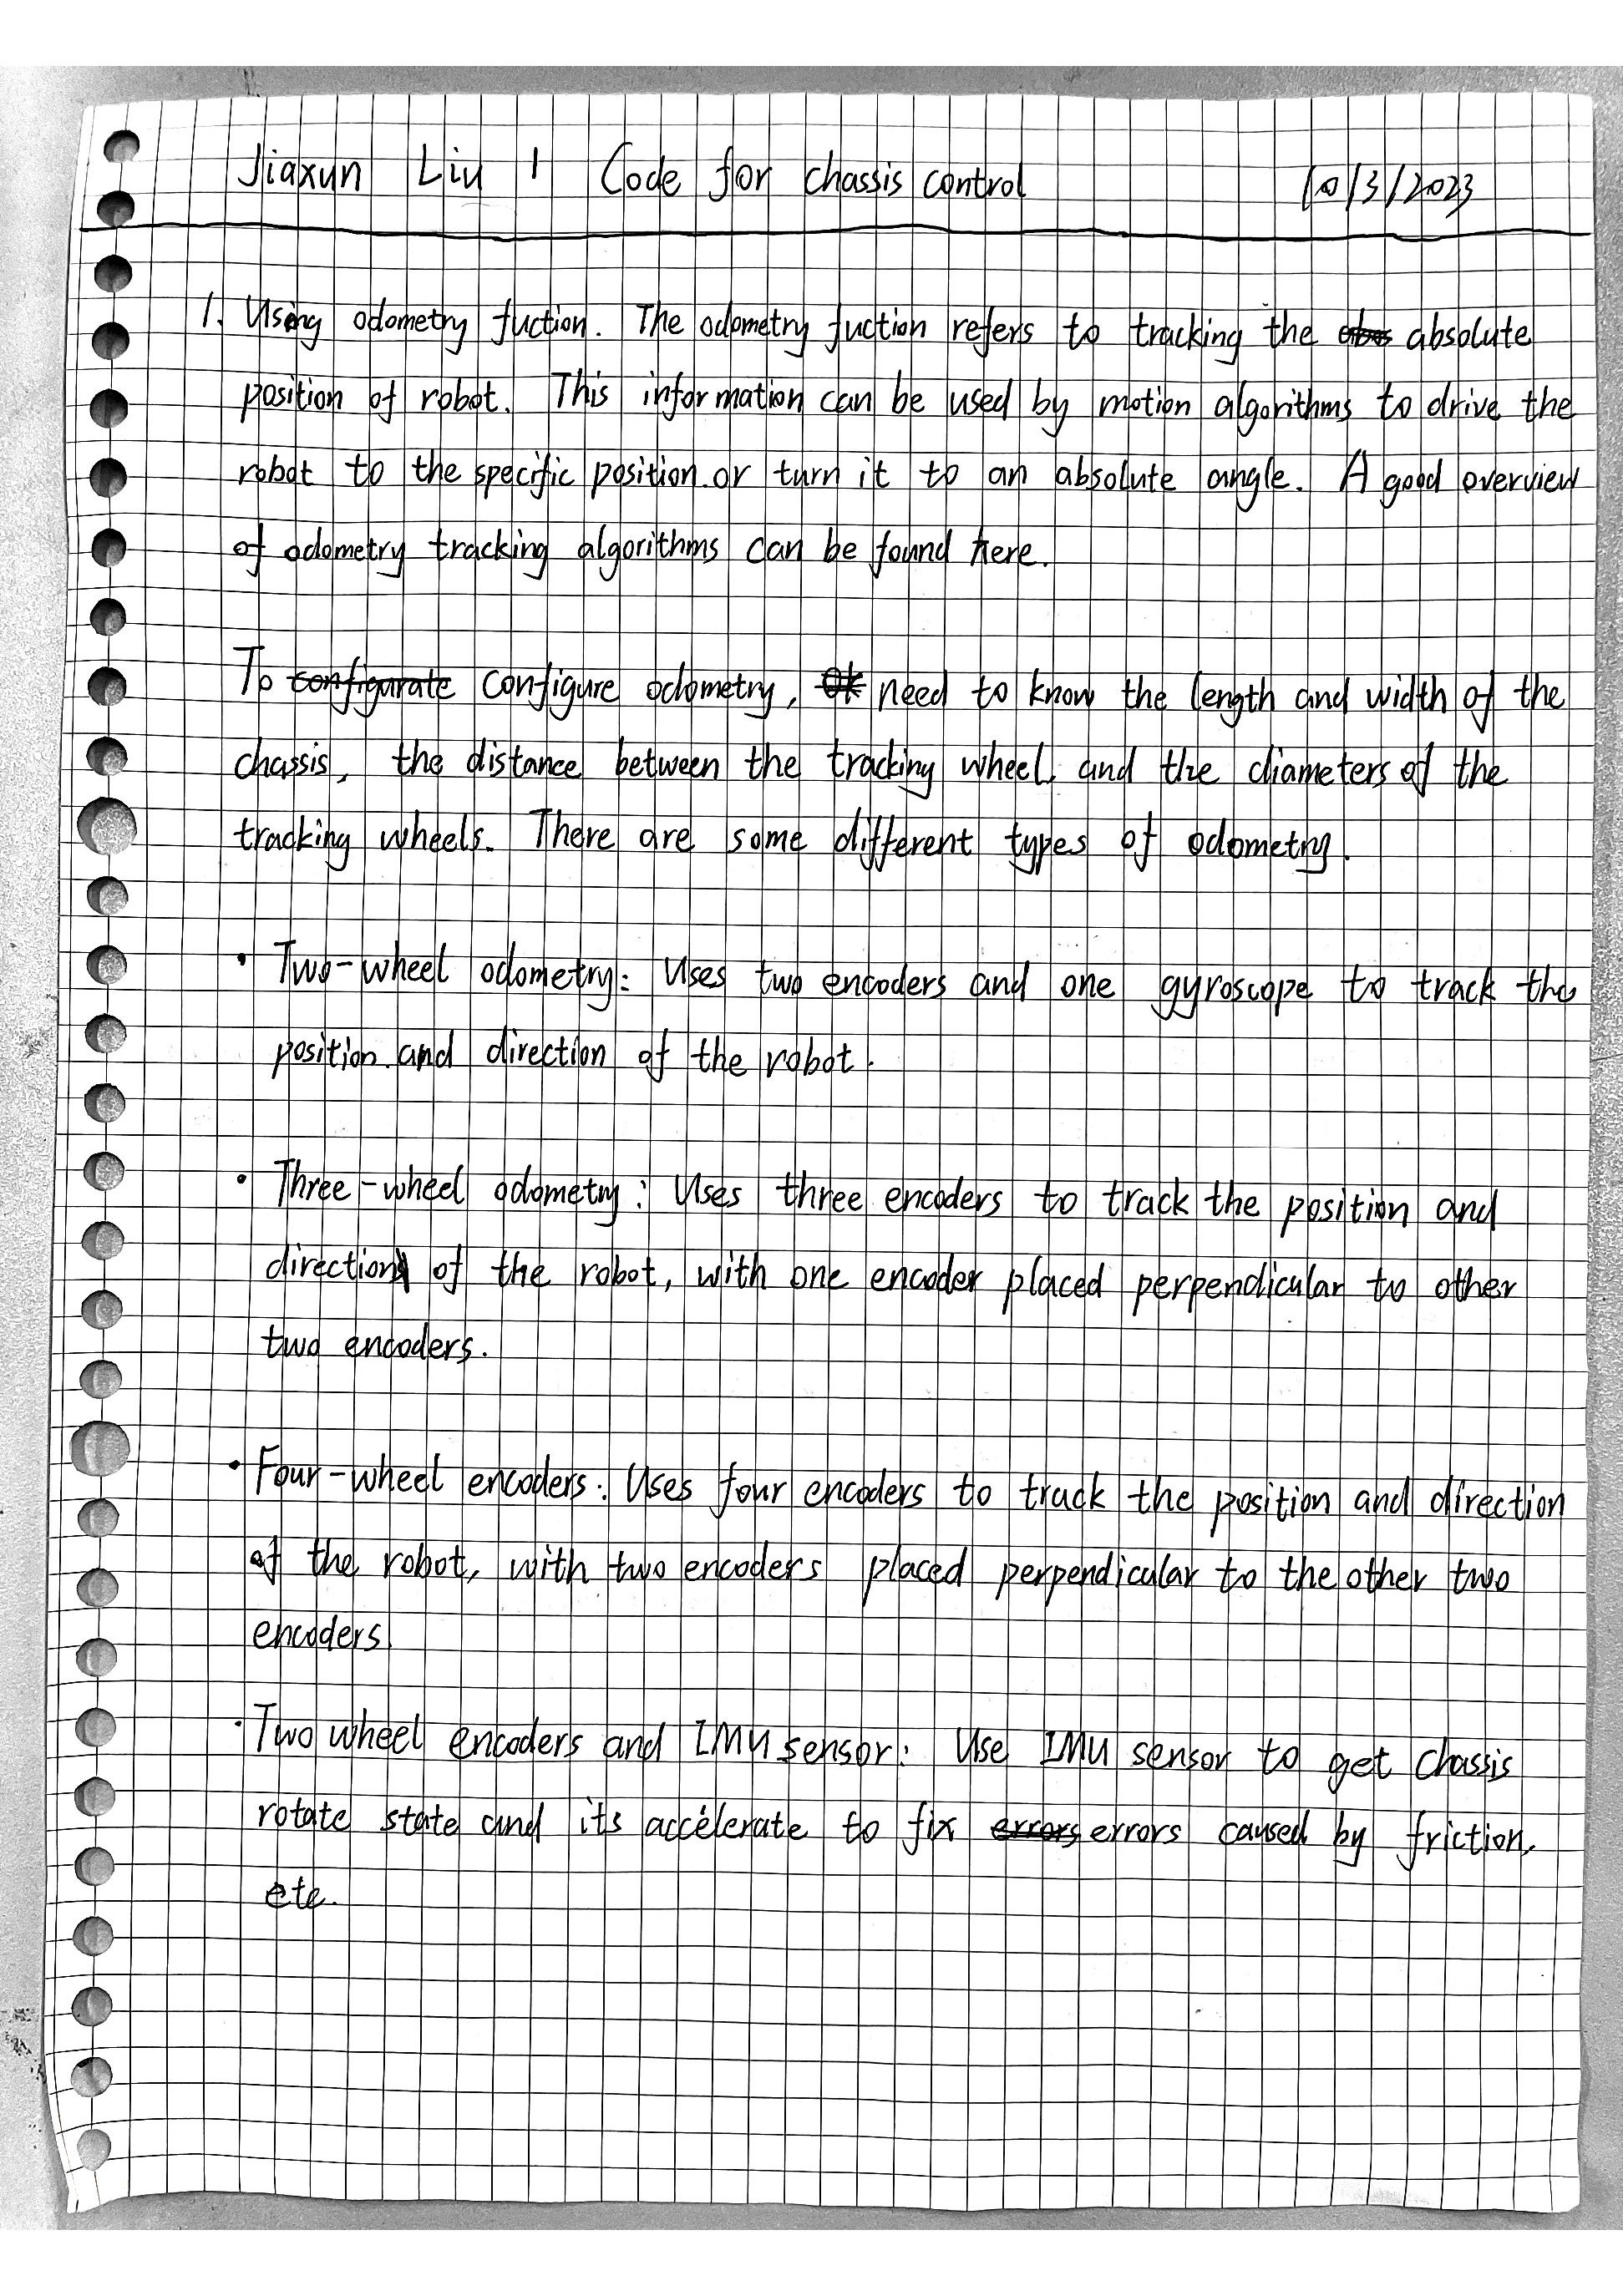 Jiaxun Liu | Code for chassis control 10/3/2023
1. Using odometry fuction. The odometry fuction refers to tracking the absolute
position of robot. This information can be used by motion algorithms to drive the
robot to the specific position or turn it to an absolute angle. A good overview
of odometry tracking algorithms can be found here.
To configurate configure odometry, need to know the length and width of the
chassis, the distance between the tracking wheel, and the diameters of the
tracking wheels. There are some different types of odometry.
• Two-wheel odometry: Uses two encoders and one gyroscope to track the
position and direction of the robot.
• Three-wheel odometry: Uses three encoders to track the position and
direction of the robot, with one encoder placed perpendicular to other
two encoders.
• Four-wheel encoders: Uses four encoders to track the position and direction
of the robot, with two encoders placed perpendicular to the other two
encoders.
• Two wheel encoders and IMU sensor: Use IMU sensor to get chassis
rotate state and its accelerate to fix errors errors caused by friction,
etc.